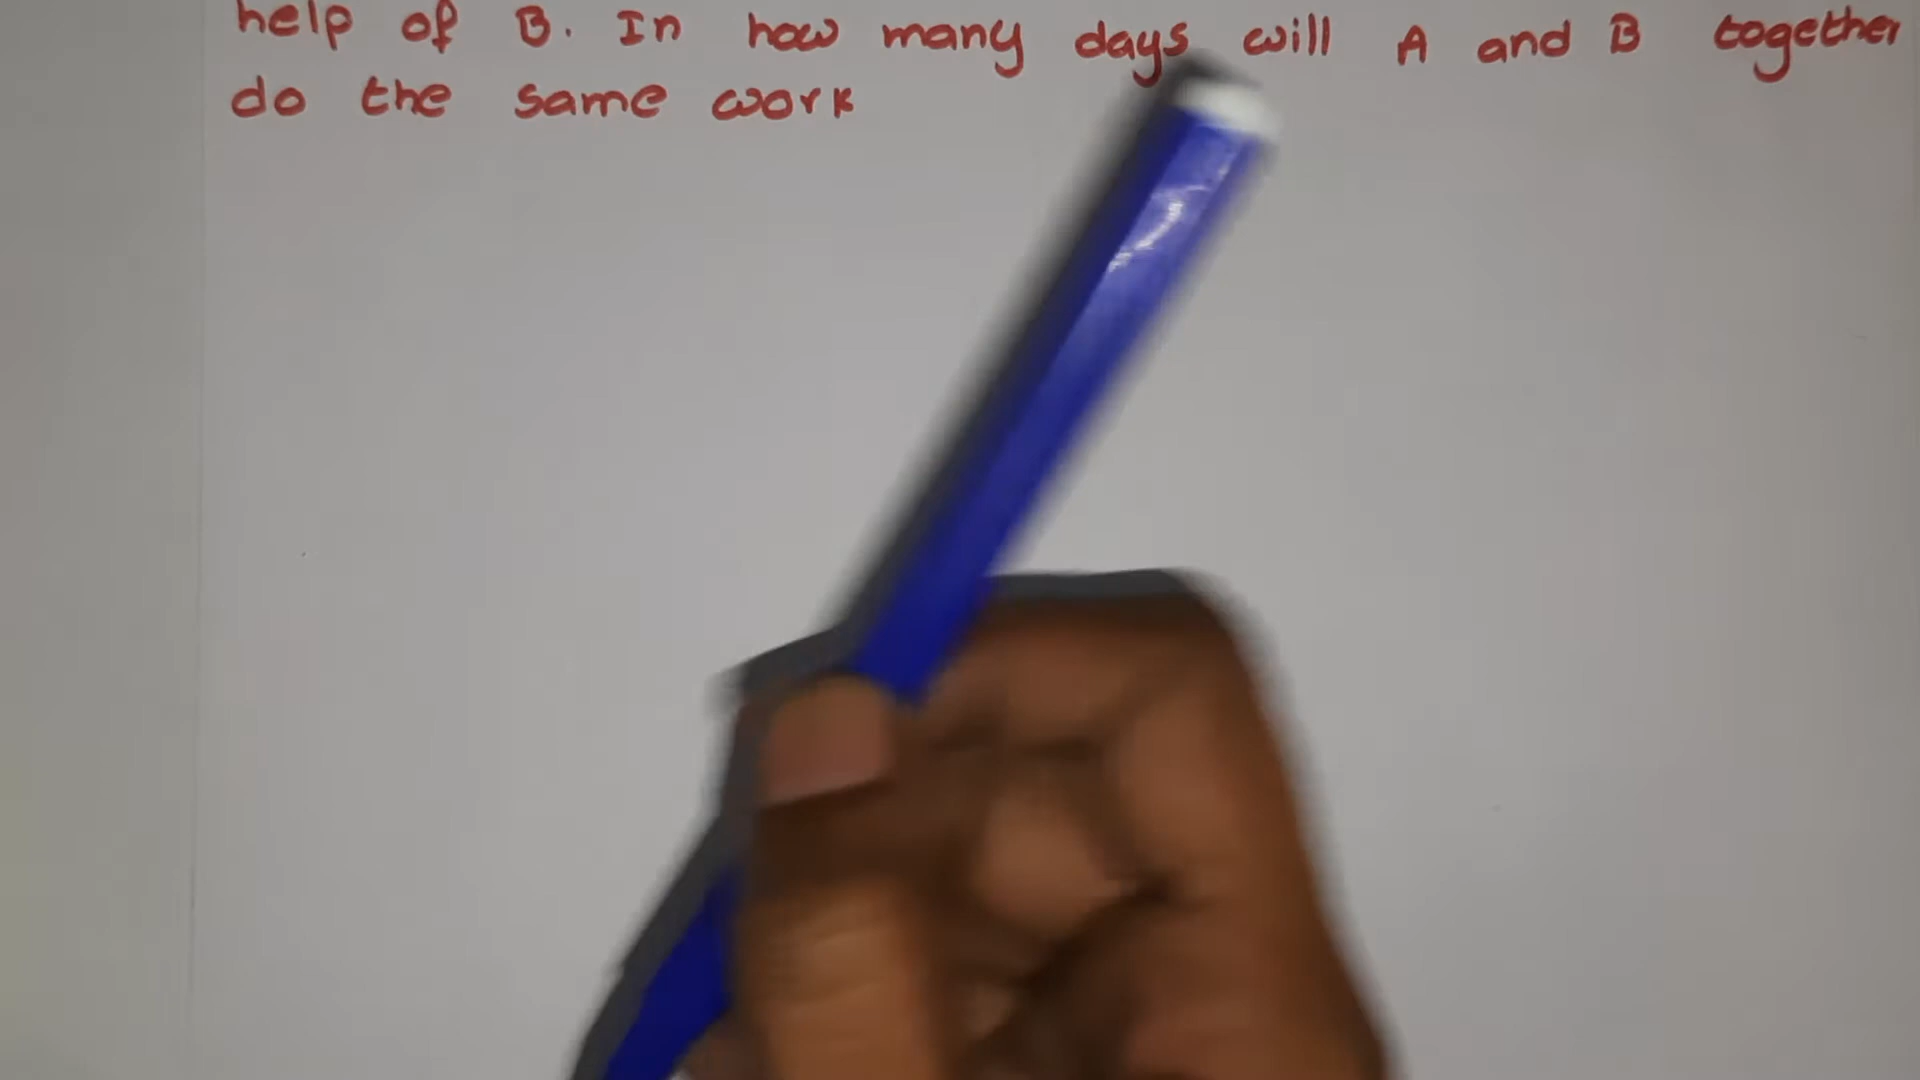 help of B. In how many days will A and B together
do the same work